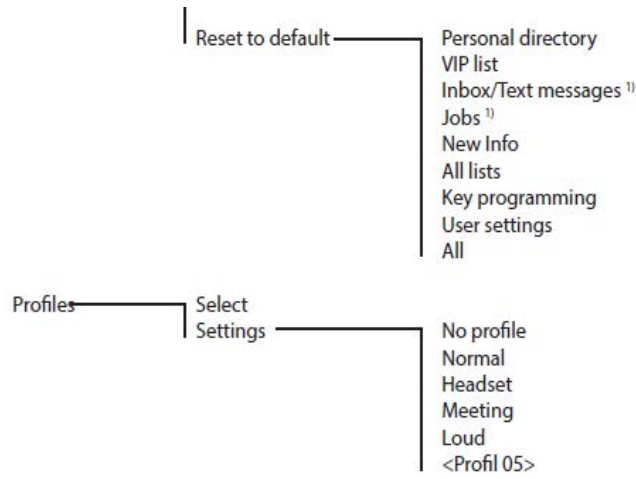 Reset to default
Personal directory
VIP list
Inbox/Text messages 1)
Jobs 1)
New Info
All lists
Key programming
User settings
All
Profiles
Select
Settings
No profile
Normal
Headset
Meeting
Loud
<Profil 05>